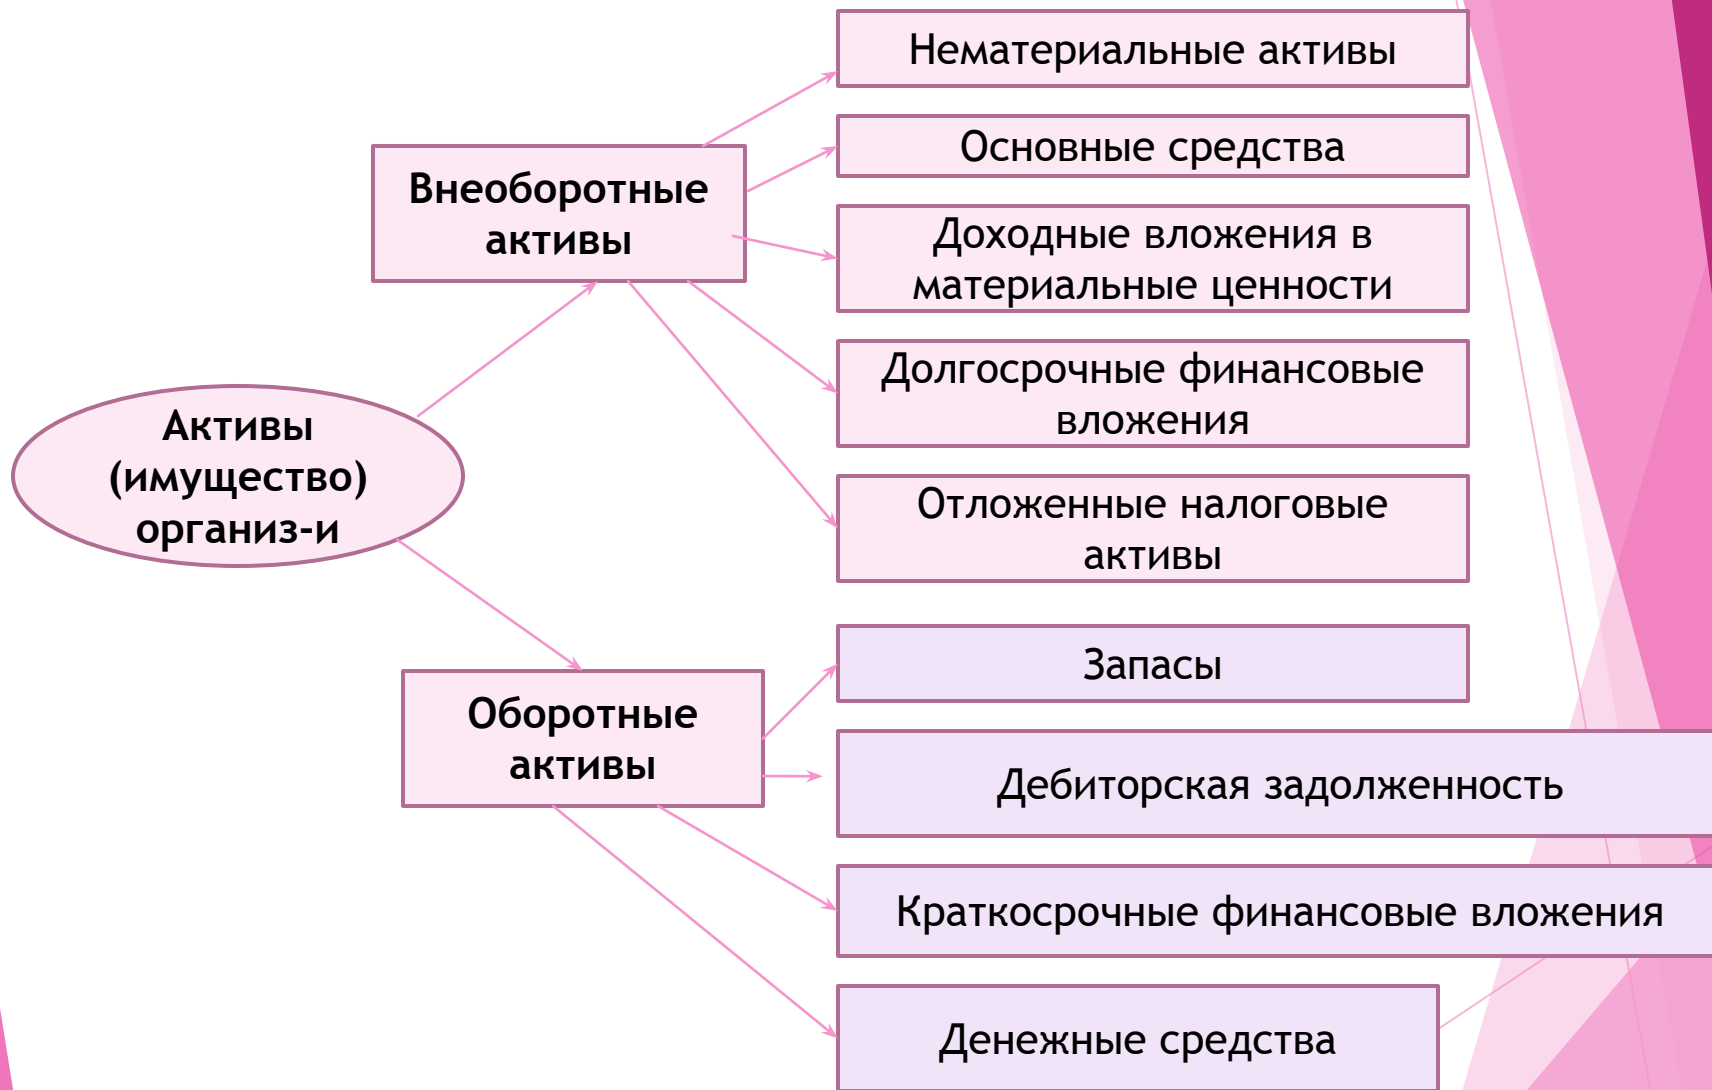 Нематериальные активы
Основные средства
Внеоборотные
активы
Доходные вложения в
материальные ценности
Долгосрочные финансовые
вложения
Активы
(имущество)
организ-и
Отложенные налоговые
активы
Запасы
Оборотные
активы
Дебиторская задолженность
Краткосрочные финансовые вложения
Денежные средства